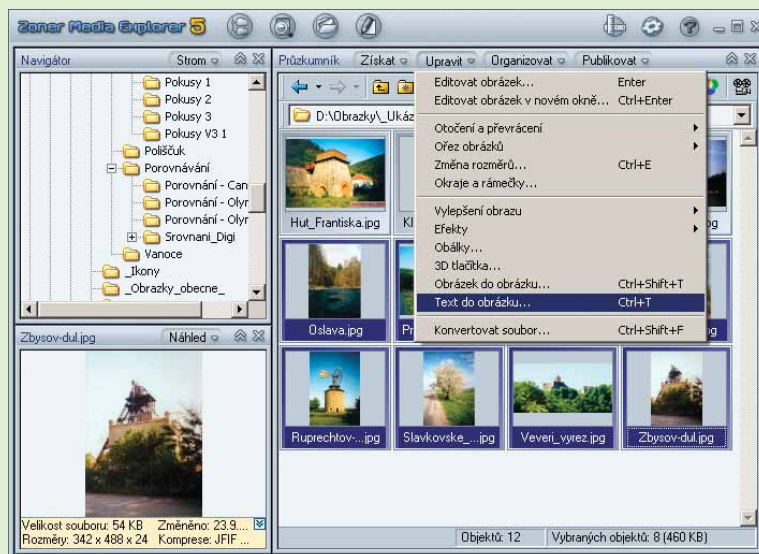 Zoner Media Explorer 5
Navigátor
Strom
Pokusy 1
Pokusy 2
Pokusy 3
Pokusy V3 1
Poliščuk
Porovnávání
Porovnání - Can
Porovnání - Olyr
Porovnání - Olyr
Srovnani_Digi
Vanoce
_Ikony
_Obrazky_obecne_
Zbysov-dul.jpg
Náhled
Velikost souboru: 54 KB Změněno: 23.9....
Rozměry: 342 x 488 x 24 Komprese: JFIF ...
Průzkumník Získat Upravit Organizovat Publikovat
D:\Obrazky\_Ukáz
Editovat obrázek... Enter
Editovat obrázek v novém okně... Ctrl+Enter
Otočení a převrácení
Ořez obrázků
Změna rozměrů... Ctrl+E
Okraje a rámečky...
Vylepšení obrazu
Efekty
Obálky...
3D tlačítka...
Obrázek do obrázku... Ctrl+Shift+T
Text do obrázku... Ctrl+T
Konvertovat soubor... Ctrl+Shift+F
Hut_Frantiska.jpg
Oslava.jpg
Ruprechtov-...jpg
Slavkovske_...jpg
Veveri_vyrez.jpg
Zbysov-dul.jpg
Objektů: 12
Vybraných objektů: 8 (460 KB)